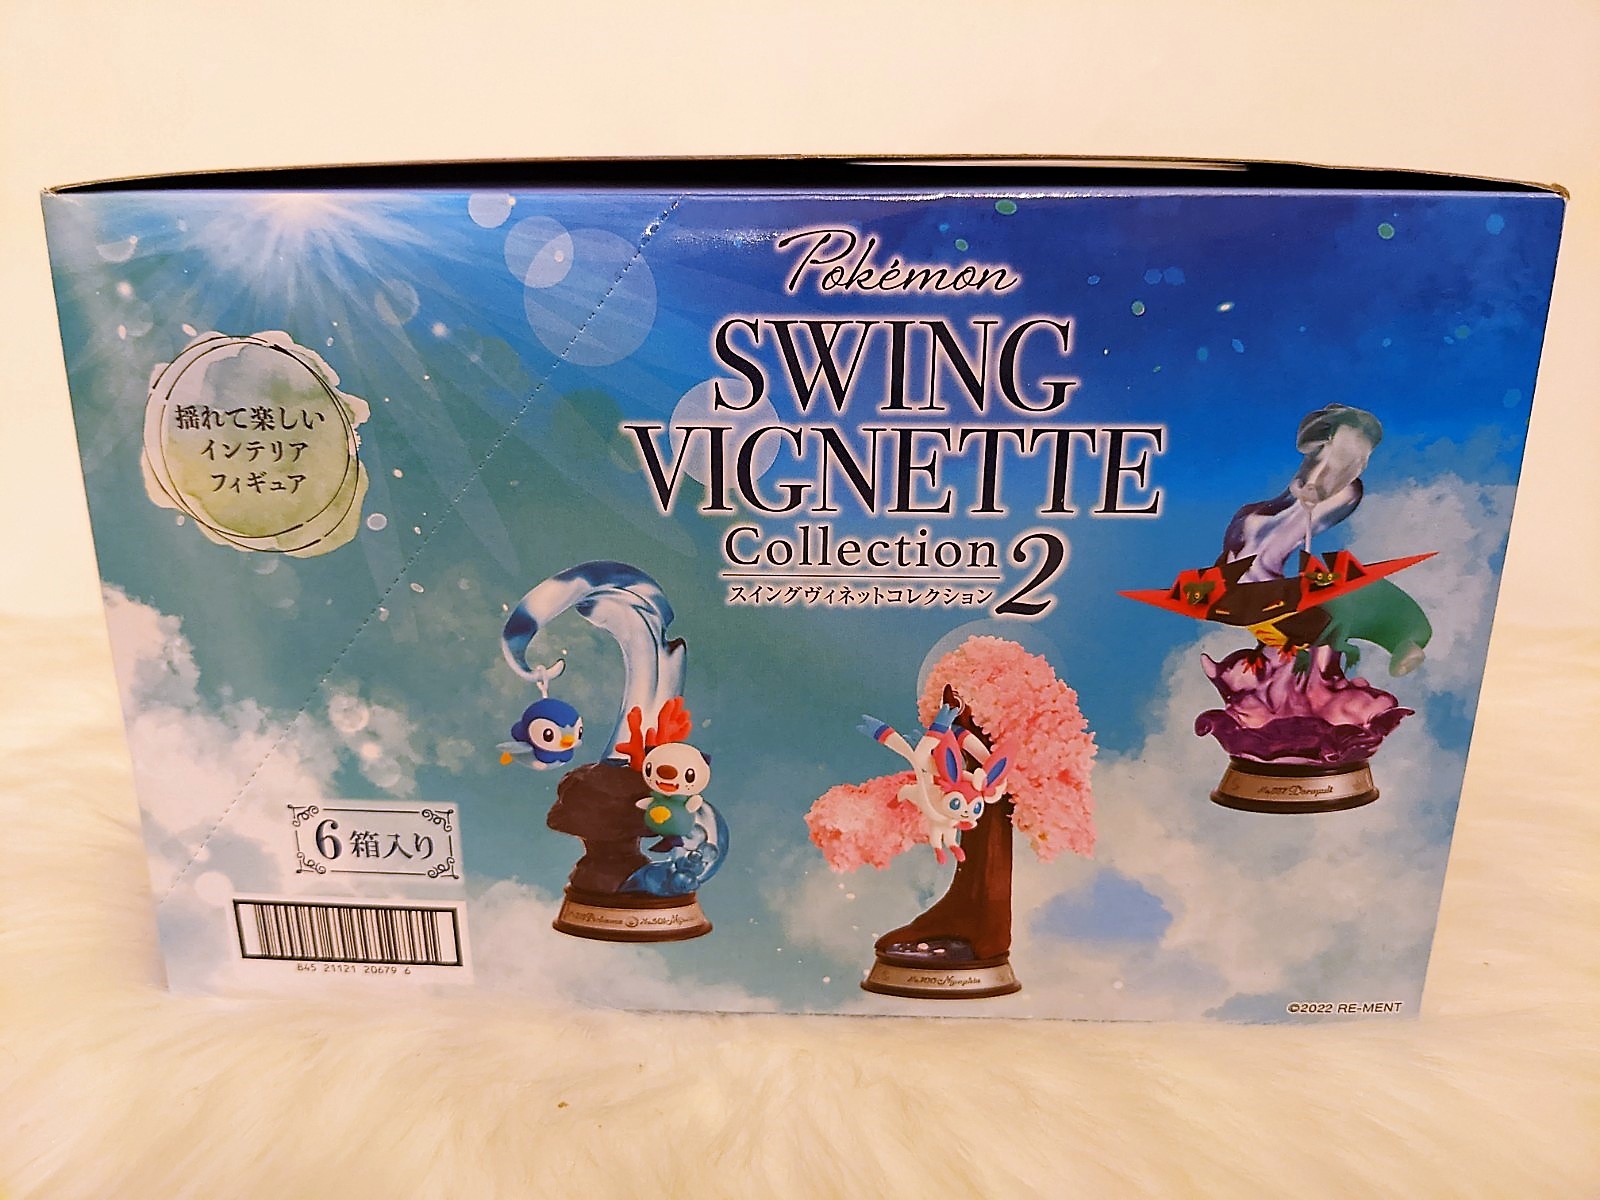 Pokémon
SWING
VIGNETTE
Collection 2
スイングヴィネットコレクション
揺れて楽しい
インテリア
フィギュア
6箱入り
845 21121 20679 6
©2022 RE-MENT